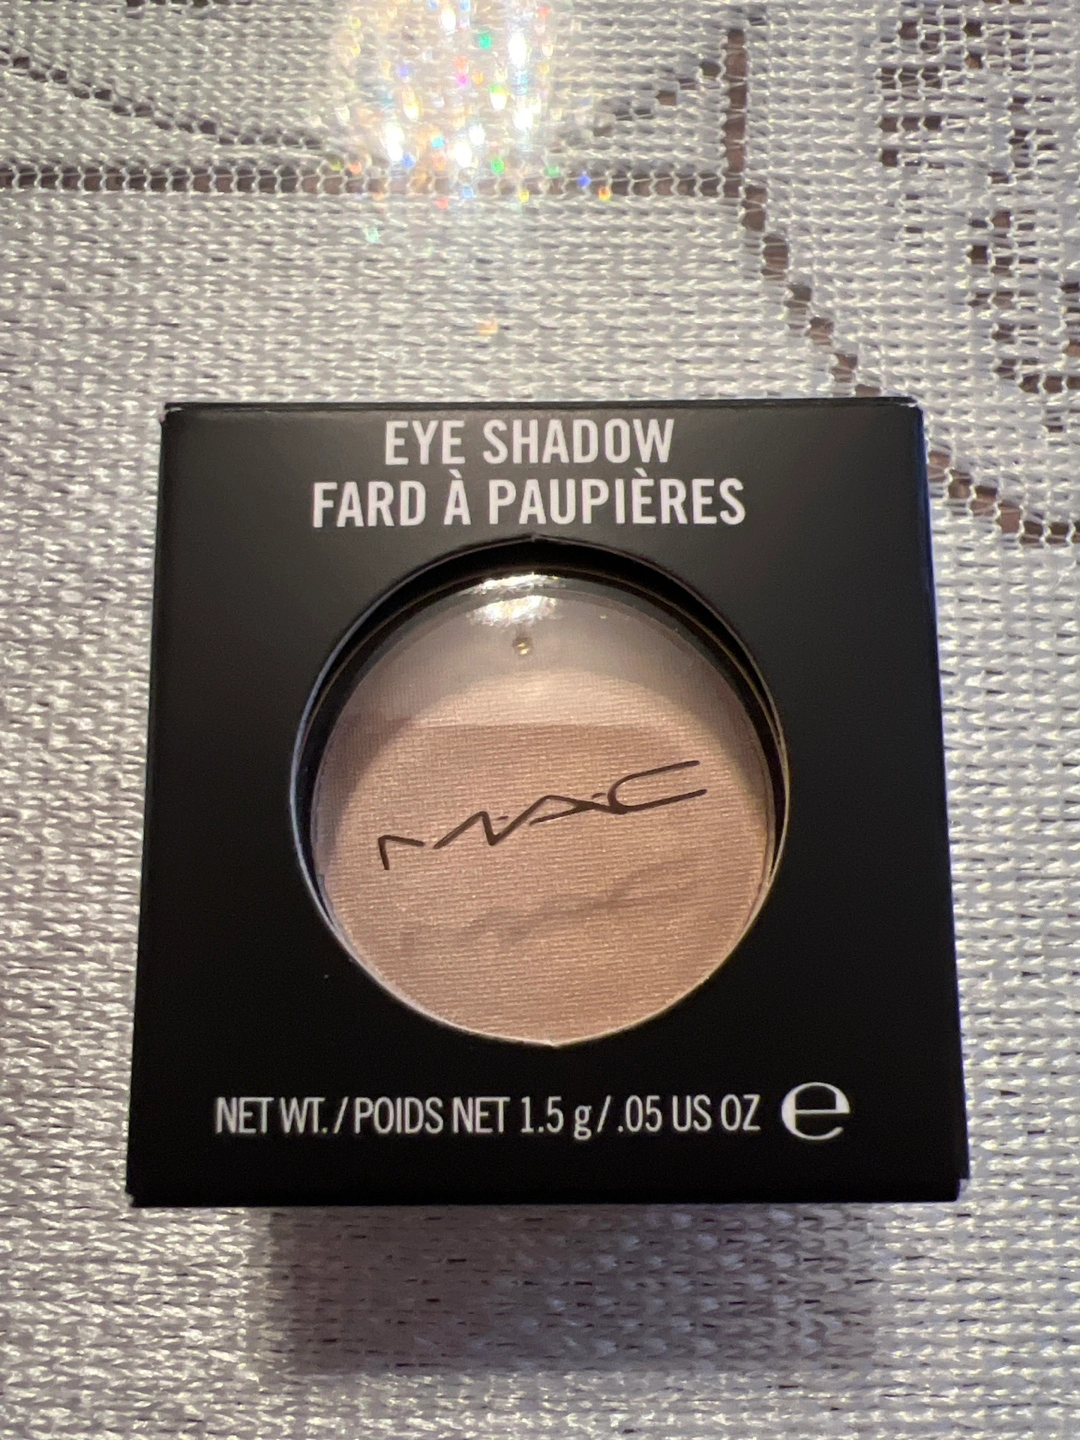 EYE SHADOW
FARD À PAUPIÈRES
MAC
NET WT. / POIDS NET 1.5 g / .05 US OZ ℮